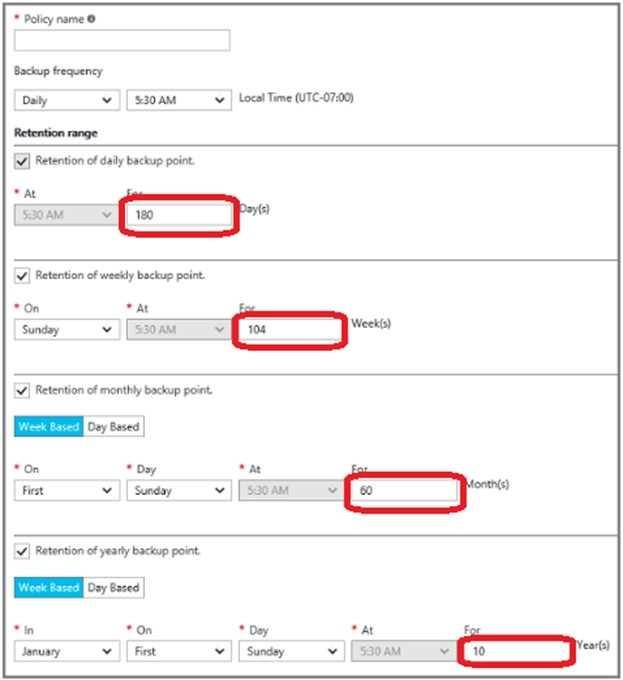 * Policy name
Backup frequency
Daily 5:30 AM Local Time (UTC-07:00)
Retention range
Retention of daily backup point.
* At For
5:30 AM 180 Day(s)
Retention of weekly backup point.
* On * At For
Sunday 5:30 AM 104 Week(s)
Retention of monthly backup point.
Week Based Day Based
* On * Day * At For
First Sunday 5:30 AM 60 Month(s)
Retention of yearly backup point.
Week Based Day Based
* In * On * Day * At For
January First Sunday 5:30 AM 10 Year(s)